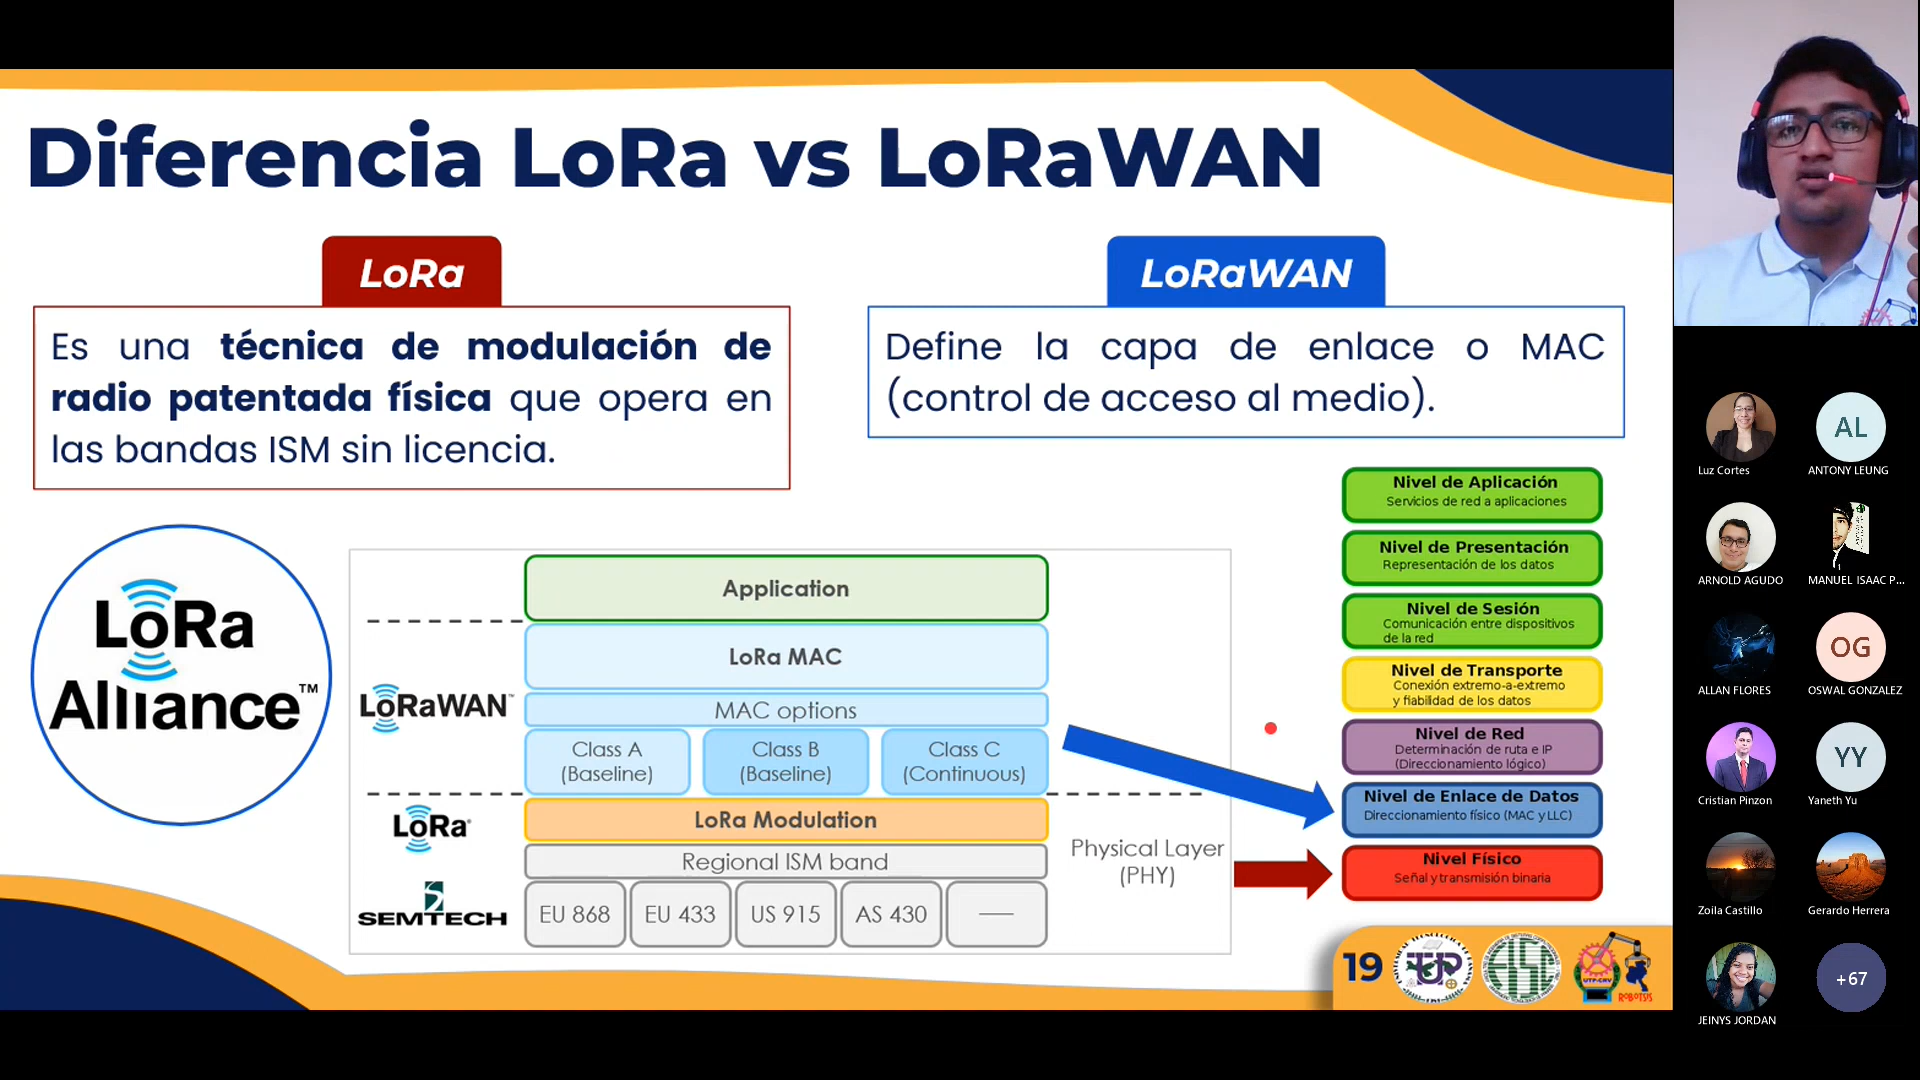 Diferencia LoRa vs LoRaWAN
LoRa
Es una técnica de modulación de
radio patentada física que opera en
las bandas ISM sin licencia.
LoRaWAN
Define la capa de enlace o MAC
(control de acceso al medio).
LoRa
Alliance™
Application
LoRa MAC
LoRaWAN™
MAC options
Class A
(Baseline)
Class B
(Baseline)
Class C
(Continuous)
LoRa®
LoRa Modulation
Regional ISM band
SEMTECH
EU 868
EU 433
US 915
AS 430
Physical Layer
(PHY)
Nivel de Aplicación
Servicios de red a aplicaciones
Nivel de Presentación
Representación de los datos
Nivel de Sesión
Comunicación entre dispositivos
de la red
Nivel de Transporte
Conexión extremo-a-extremo
y fiabilidad de los datos
Nivel de Red
Determinación de ruta e IP
(Direccionamiento lógico)
Nivel de Enlace de Datos
Direccionamiento físico (MAC y LLC)
Nivel Físico
Señal y transmisión binaria
19
UTP
FISC
UTP-CRV
ROBOTSIS
Luz Cortes
AL
ANTONY LEUNG
ARNOLD AGUDO
MANUEL ISAAC P...
ALLAN FLORES
OG
OSWAL GONZALEZ
Cristian Pinzon
YY
Yaneth Yu
Zoila Castillo
Gerardo Herrera
JEINYS JORDAN
+67